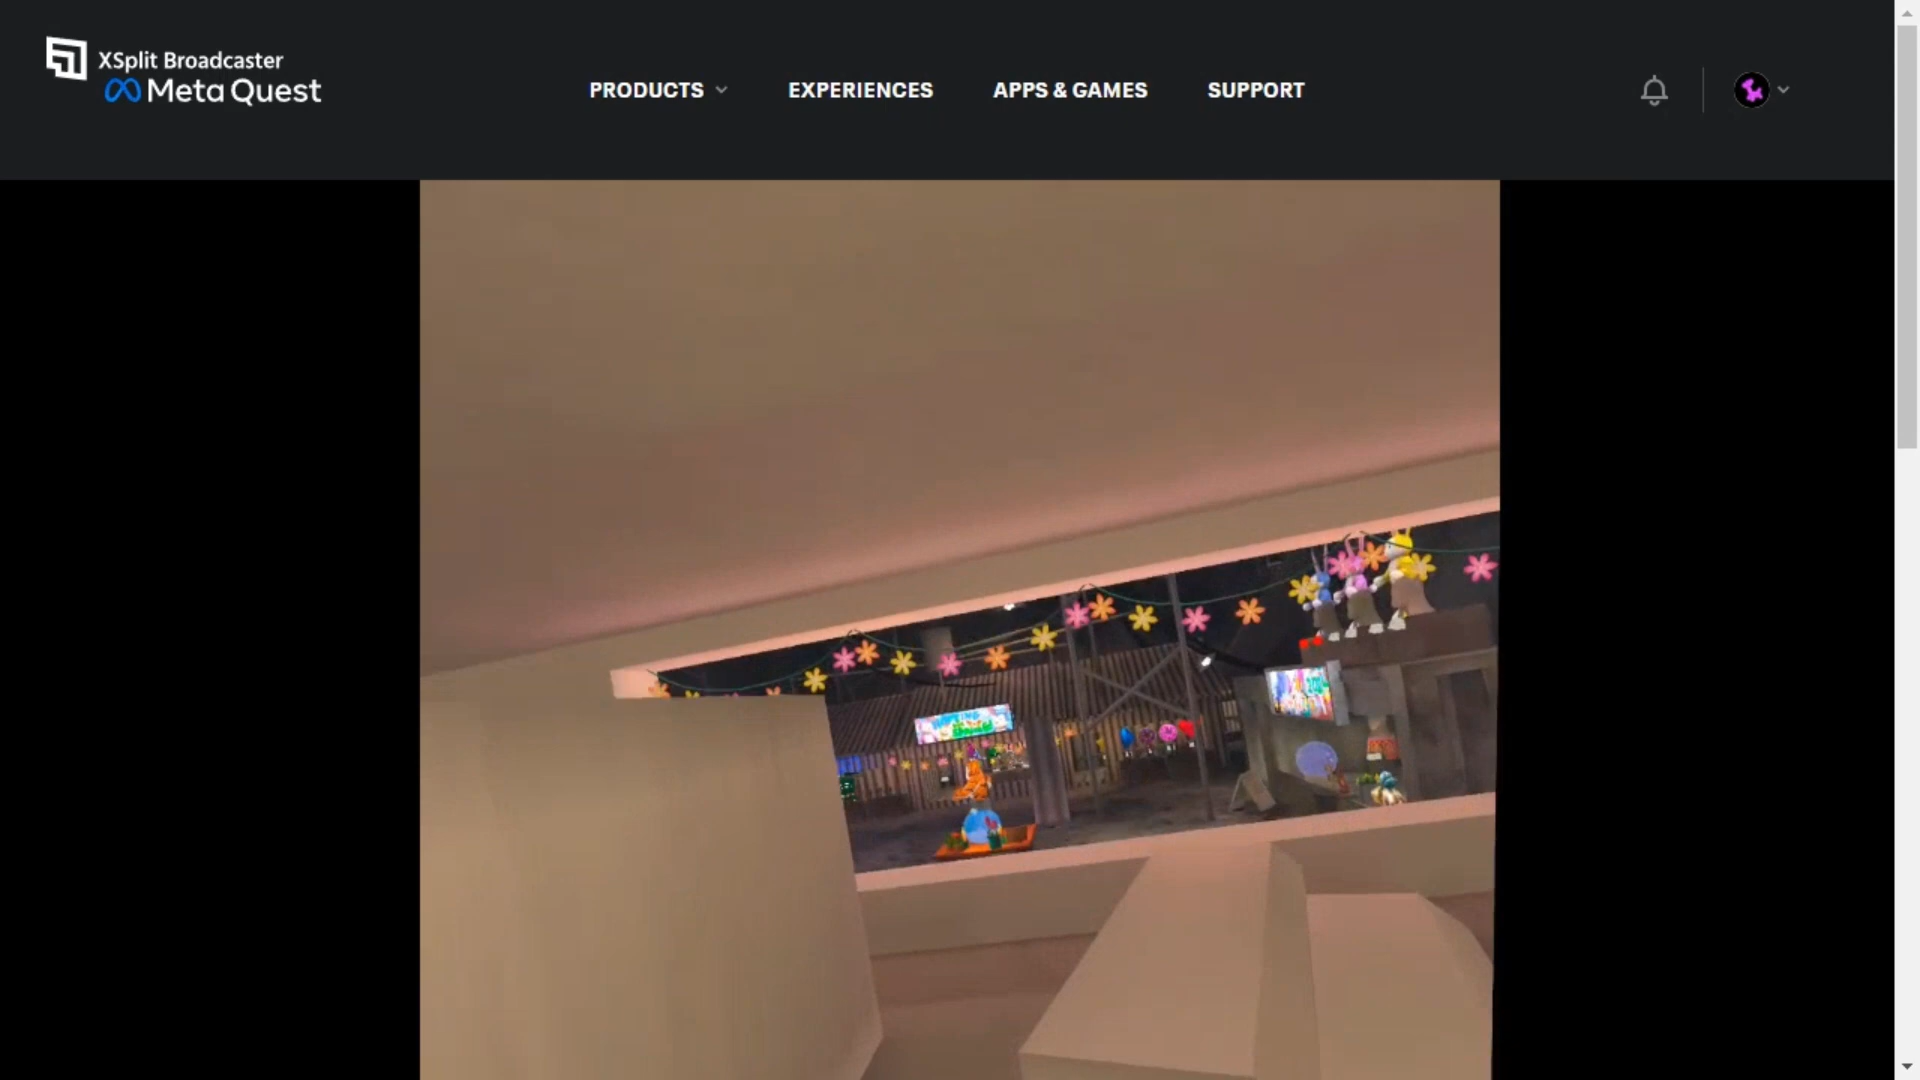 XSplit Broadcaster
Meta Quest
PRODUCTS
EXPERIENCES
APPS & GAMES
SUPPORT